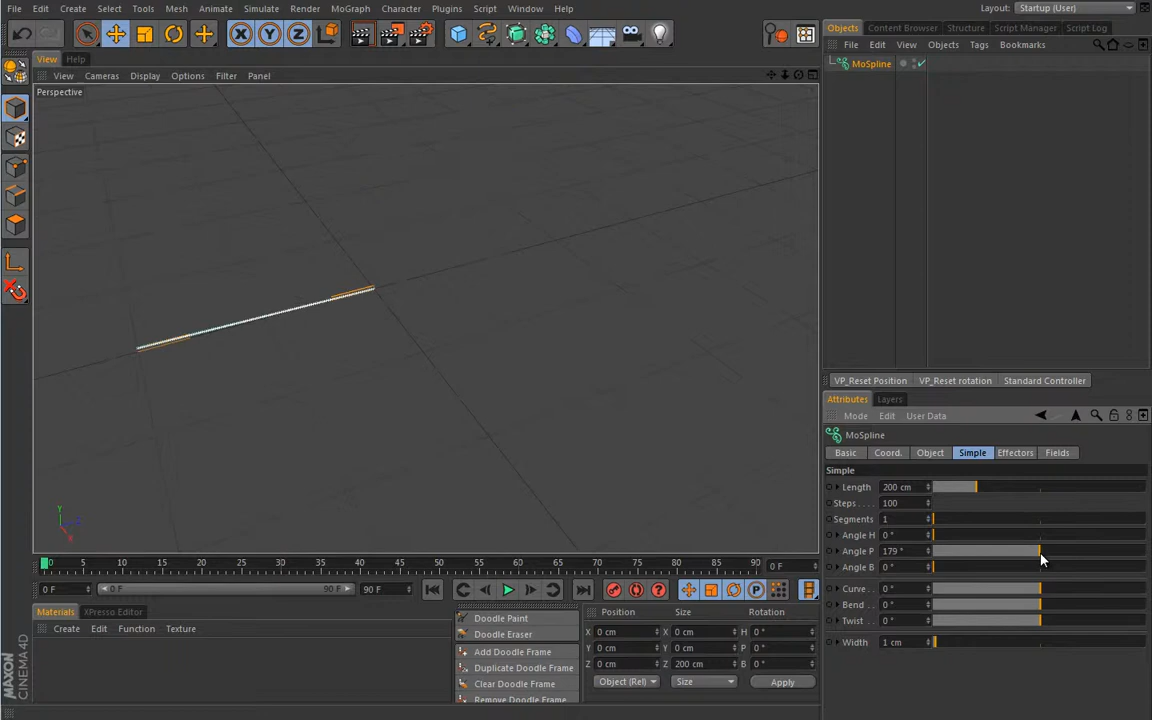 File Edit Create Select Tools Mesh Animate Simulate Render MoGraph Character Plugins Script Window Help Layout: Startup (User)
X Y Z P
View Help
View Cameras Display Options Filter Panel
Perspective
Y
Z
X
0 5 10 15 20 25 30 35 40 45 50 55 60 65 70 75 80 85 90 0 F
0 F 0 F 90 F 90 F
Materials XPresso Editor
Create Edit Function Texture
Doodle Paint
Doodle Eraser
Add Doodle Frame
Duplicate Doodle Frame
Clear Doodle Frame
Remove Doodle Frame
Position Size Rotation
X 0 cm X 0 cm H 0 °
Y 0 cm Y 0 cm P 0 °
Z 0 cm Z 200 cm B 0 °
Object (Rel) Size Apply
MAXON
CINEMA 4D
Objects Content Browser Structure Script Manager Script Log
File Edit View Objects Tags Bookmarks
MoSpline
VP_Reset Position VP_Reset rotation Standard Controller
Attributes Layers
Mode Edit User Data
MoSpline
Basic Coord. Object Simple Effectors Fields
Simple
Length 200 cm
Steps . . . . 100
Segments 1
Angle H 0 °
Angle P 179 °
Angle B 0 °
Curve . . 0 °
Bend . . . 0 °
Twist . . . 0 °
Width 1 cm